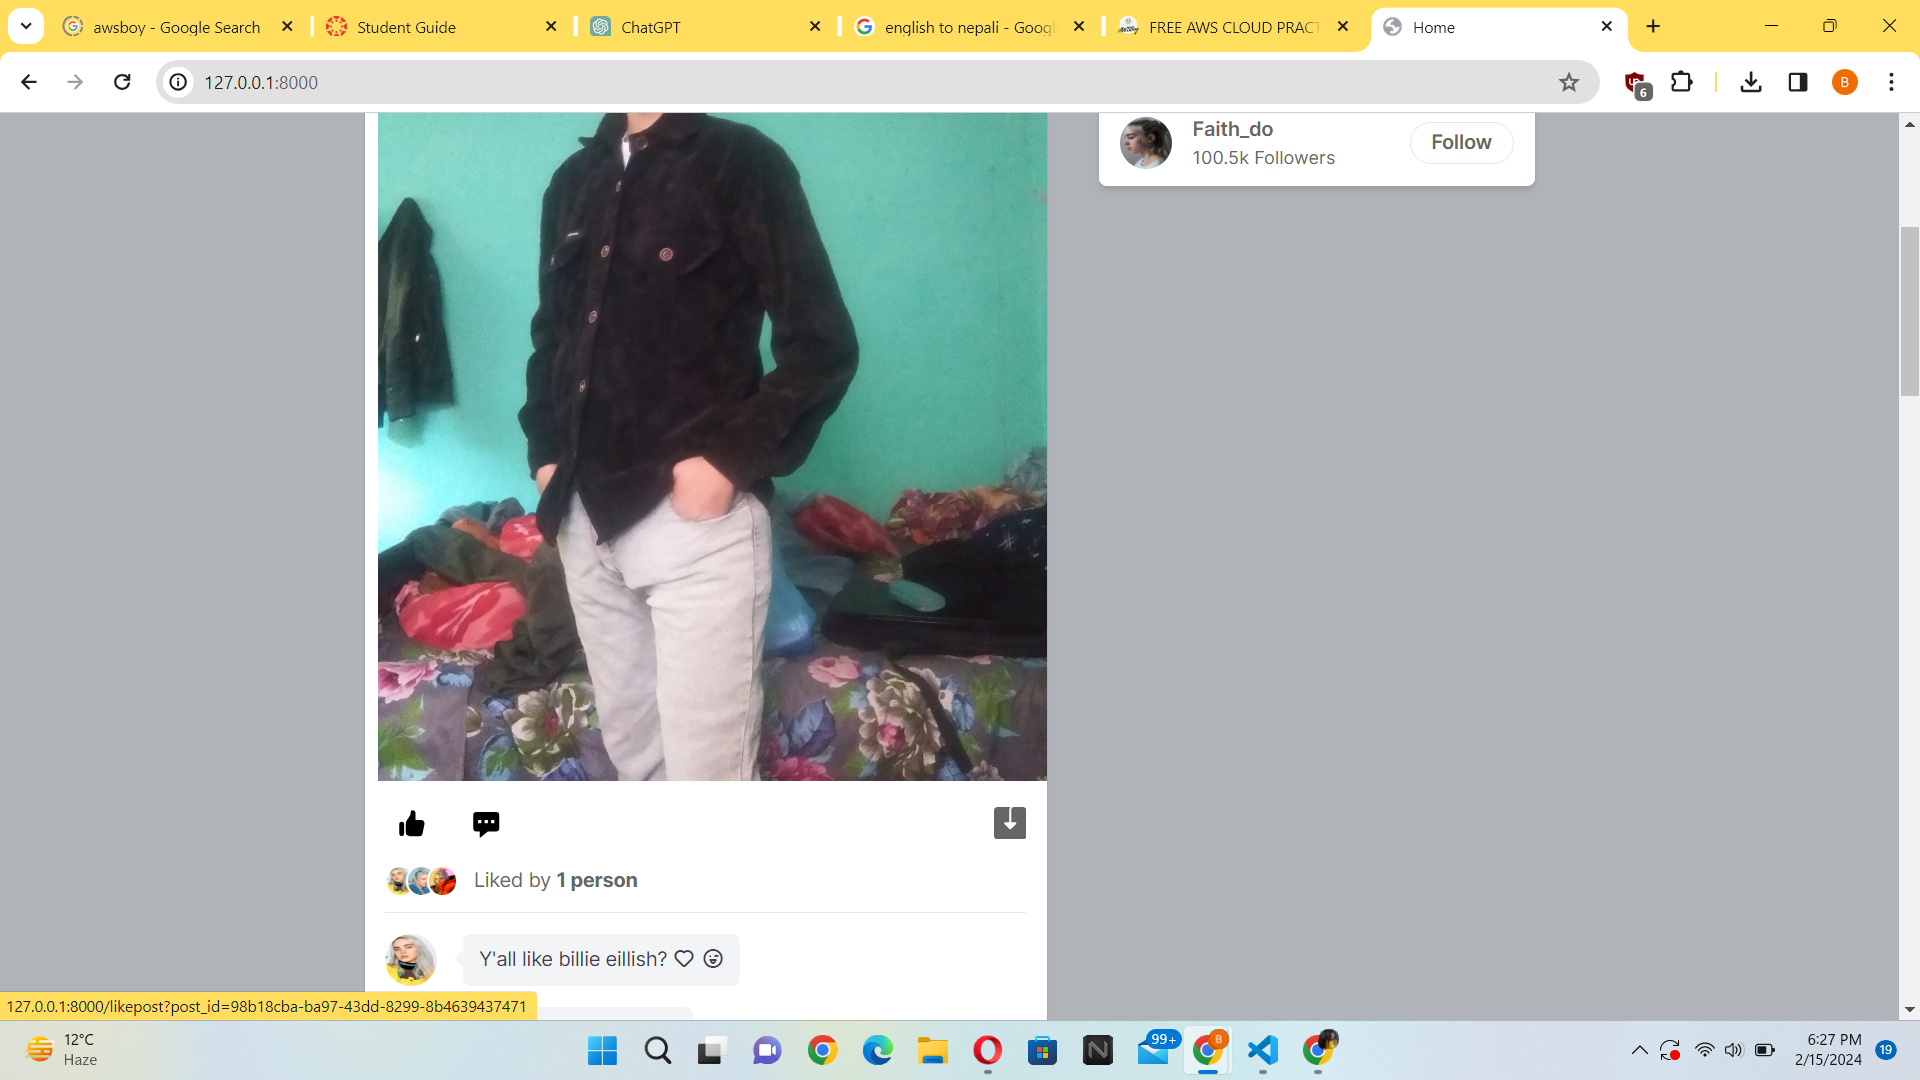 awsboy - Google Search
Student Guide
ChatGPT
english to nepali - Googl
FREE AWS CLOUD PRACT
Home
127.0.0.1:8000
6
B
Faith_do
100.5k Followers
Follow
Liked by 1 person
Y'all like billie eillish?
127.0.0.1:8000/likepost?post_id=98b18cba-ba97-43dd-8299-8b4639437471
12°C
Haze
99+
B
6:27 PM
2/15/2024
19